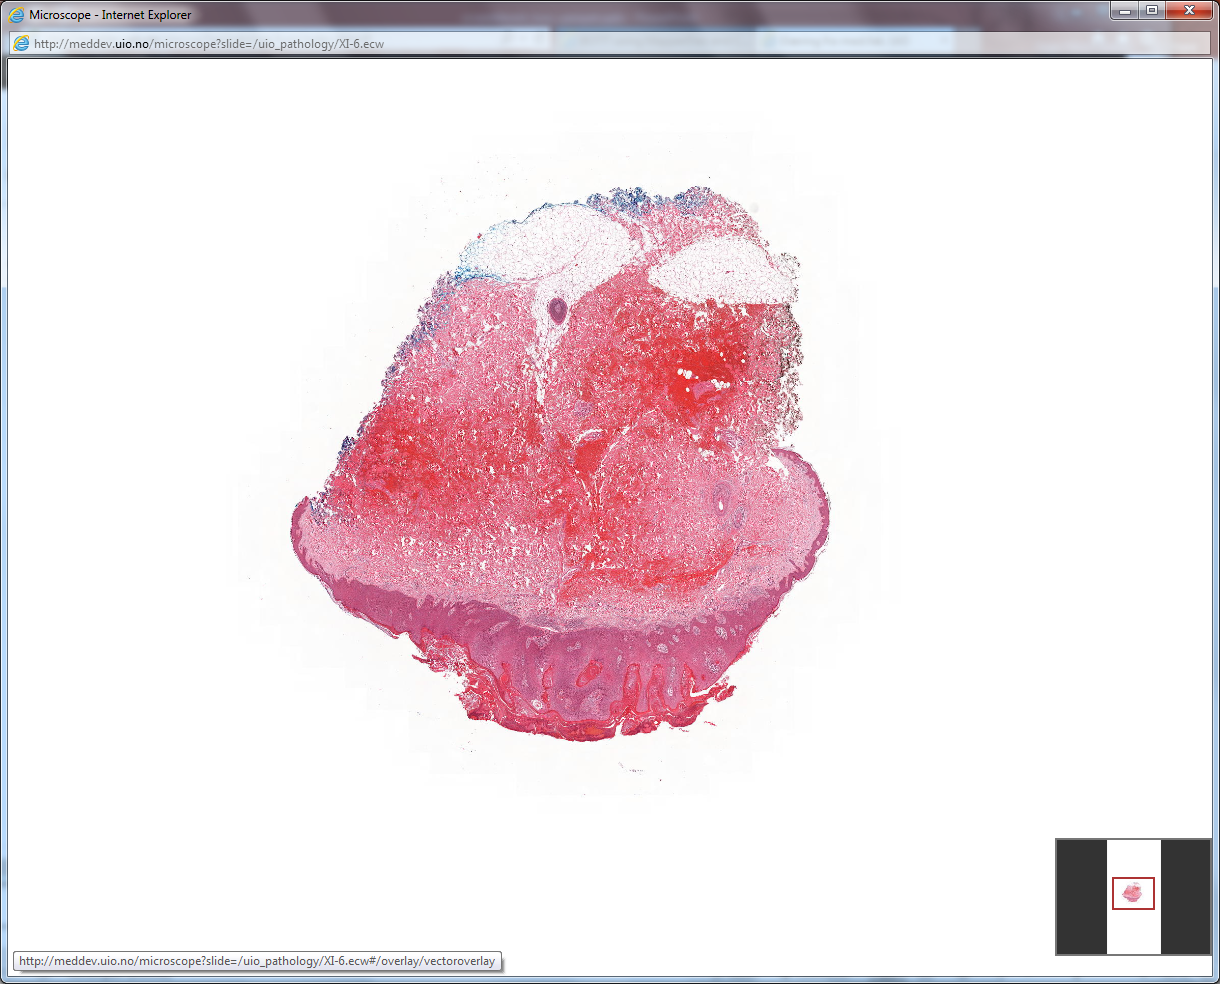 Microscope - Internet Explorer
http://meddev.uio.no/microscope?slide=/uio_pathology/XI-6.ecw
http://meddev.uio.no/microscope?slide=/uio_pathology/XI-6.ecw#/overlay/vectoroverlay